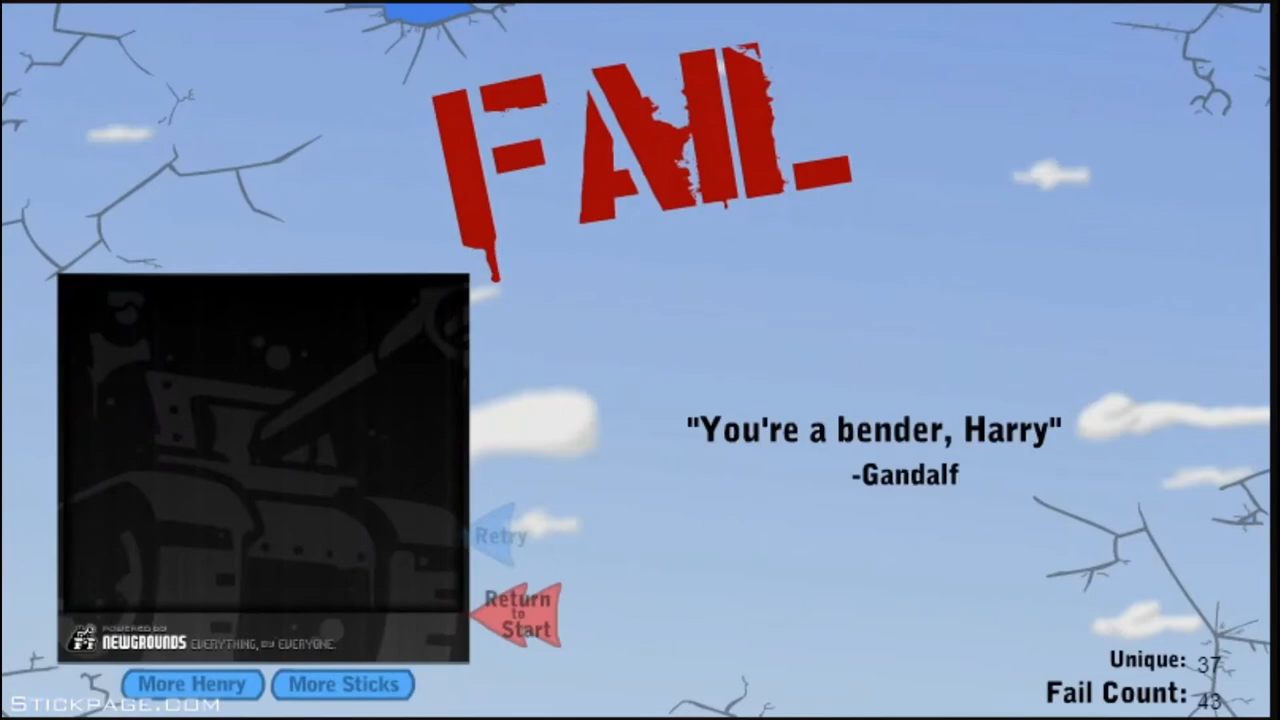 FAIL
"You're a bender, Harry"
-Gandalf
Retry
Return
to
Start
POWERED BY
NEWGROUNDS EVERYTHING, BY EVERYONE.
Unique: 37
More Henry
More Sticks
Fail Count: 43
STICKPAGE.COM